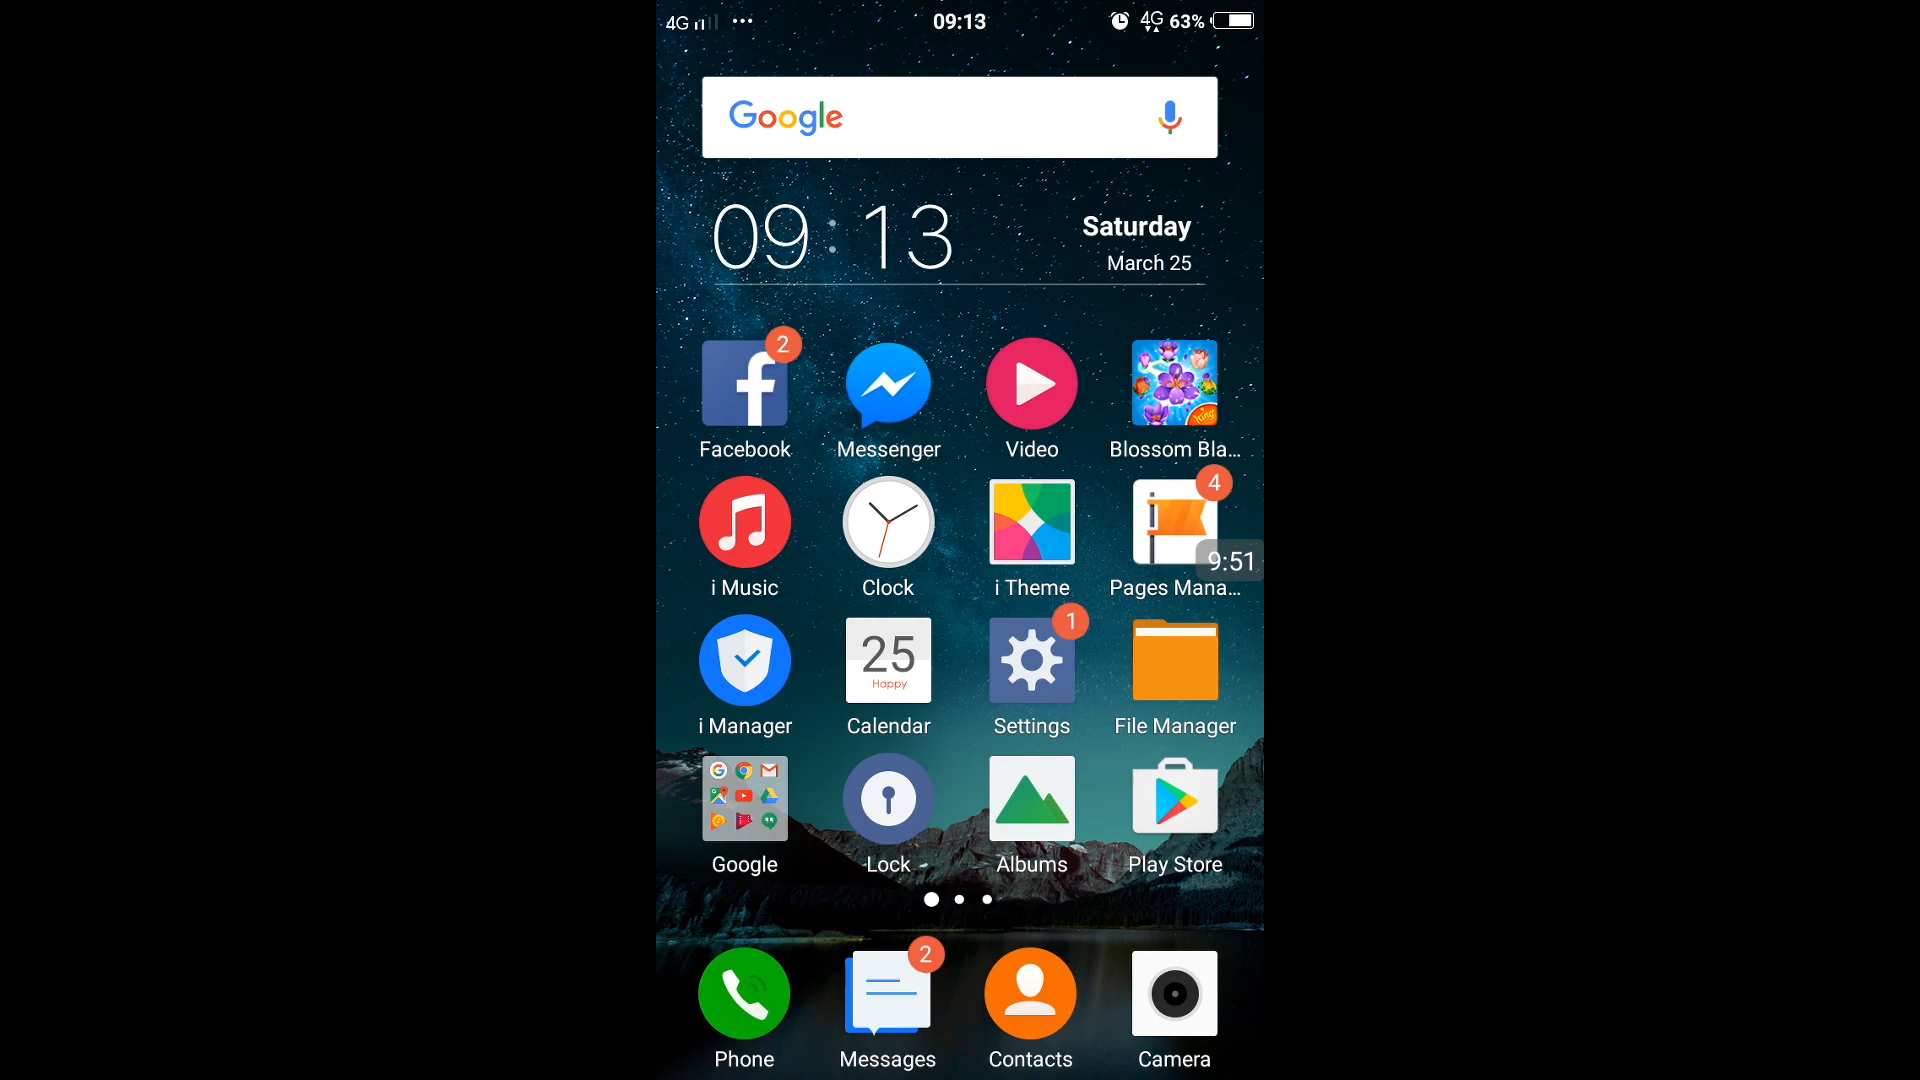 4G ••• 09:13 4G 63%
Google
09:13 Saturday
March 25
2
Facebook Messenger Video Blossom Bla...
4
9:51
i Music Clock i Theme Pages Mana...
1
25
Happy
i Manager Calendar Settings File Manager
Google Lock Albums Play Store
2
Phone Messages Contacts Camera